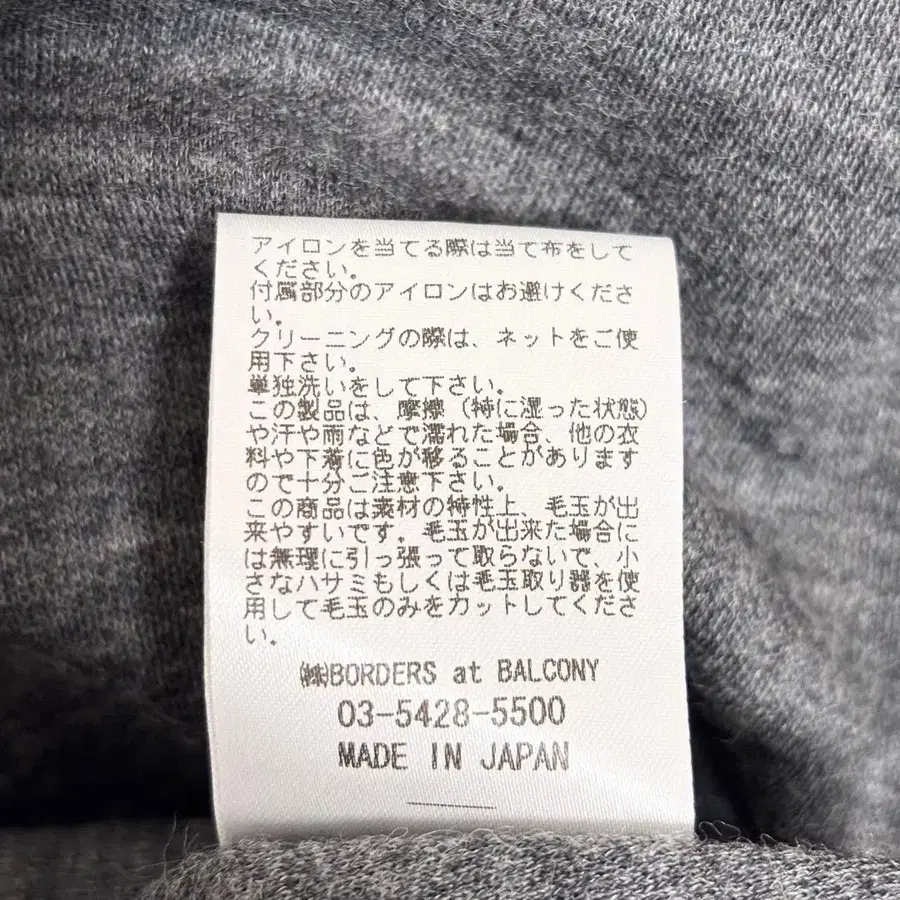 アイロンを当てる際は当て布をして
ください。
付属部分のアイロンはお避けくださ
い。
クリーニングの際は、ネットをご使
用下さい。
単独洗いをして下さい。
この製品は、摩擦(特に湿った状態)
や汗や雨などで濡れた場合、他の衣
料や下着に色が移ることがあります
ので十分ご注意下さい。
この商品は素材の特性上、毛玉が出
来やすいです。毛玉が出来た場合に
は無理に引っ張って取らないで、小
さなハサミもしくは毛玉取り器を使
用して毛玉のみをカットしてくださ
い。
㈱BORDERS at BALCONY
03-5428-5500
MADE IN JAPAN